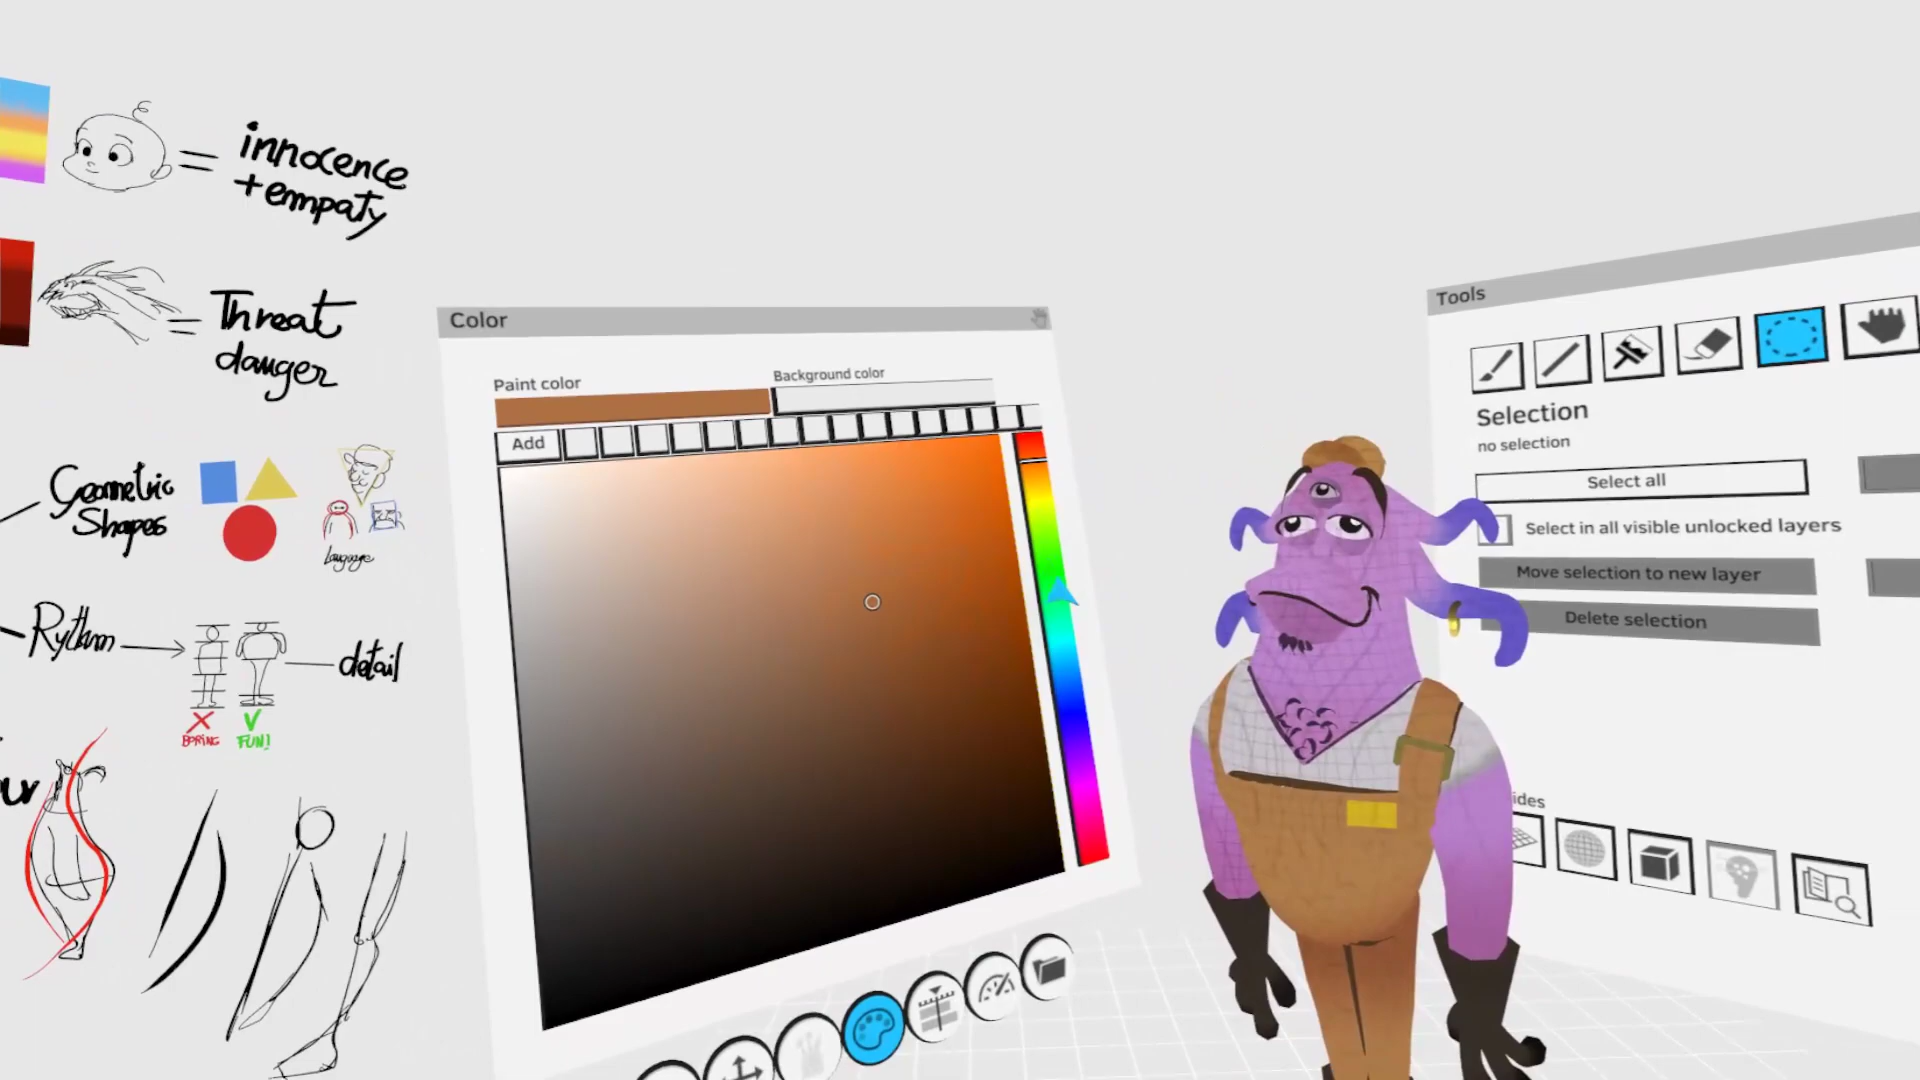 innocence
+empaty
Threat
danger
Geometric
Shapes
Language
Rythm
detail
BORING
FUN!
Color
Paint color
Background color
Add
Tools
Selection
no selection
Select all
Select in all visible unlocked layers
Move selection to new layer
Delete selection